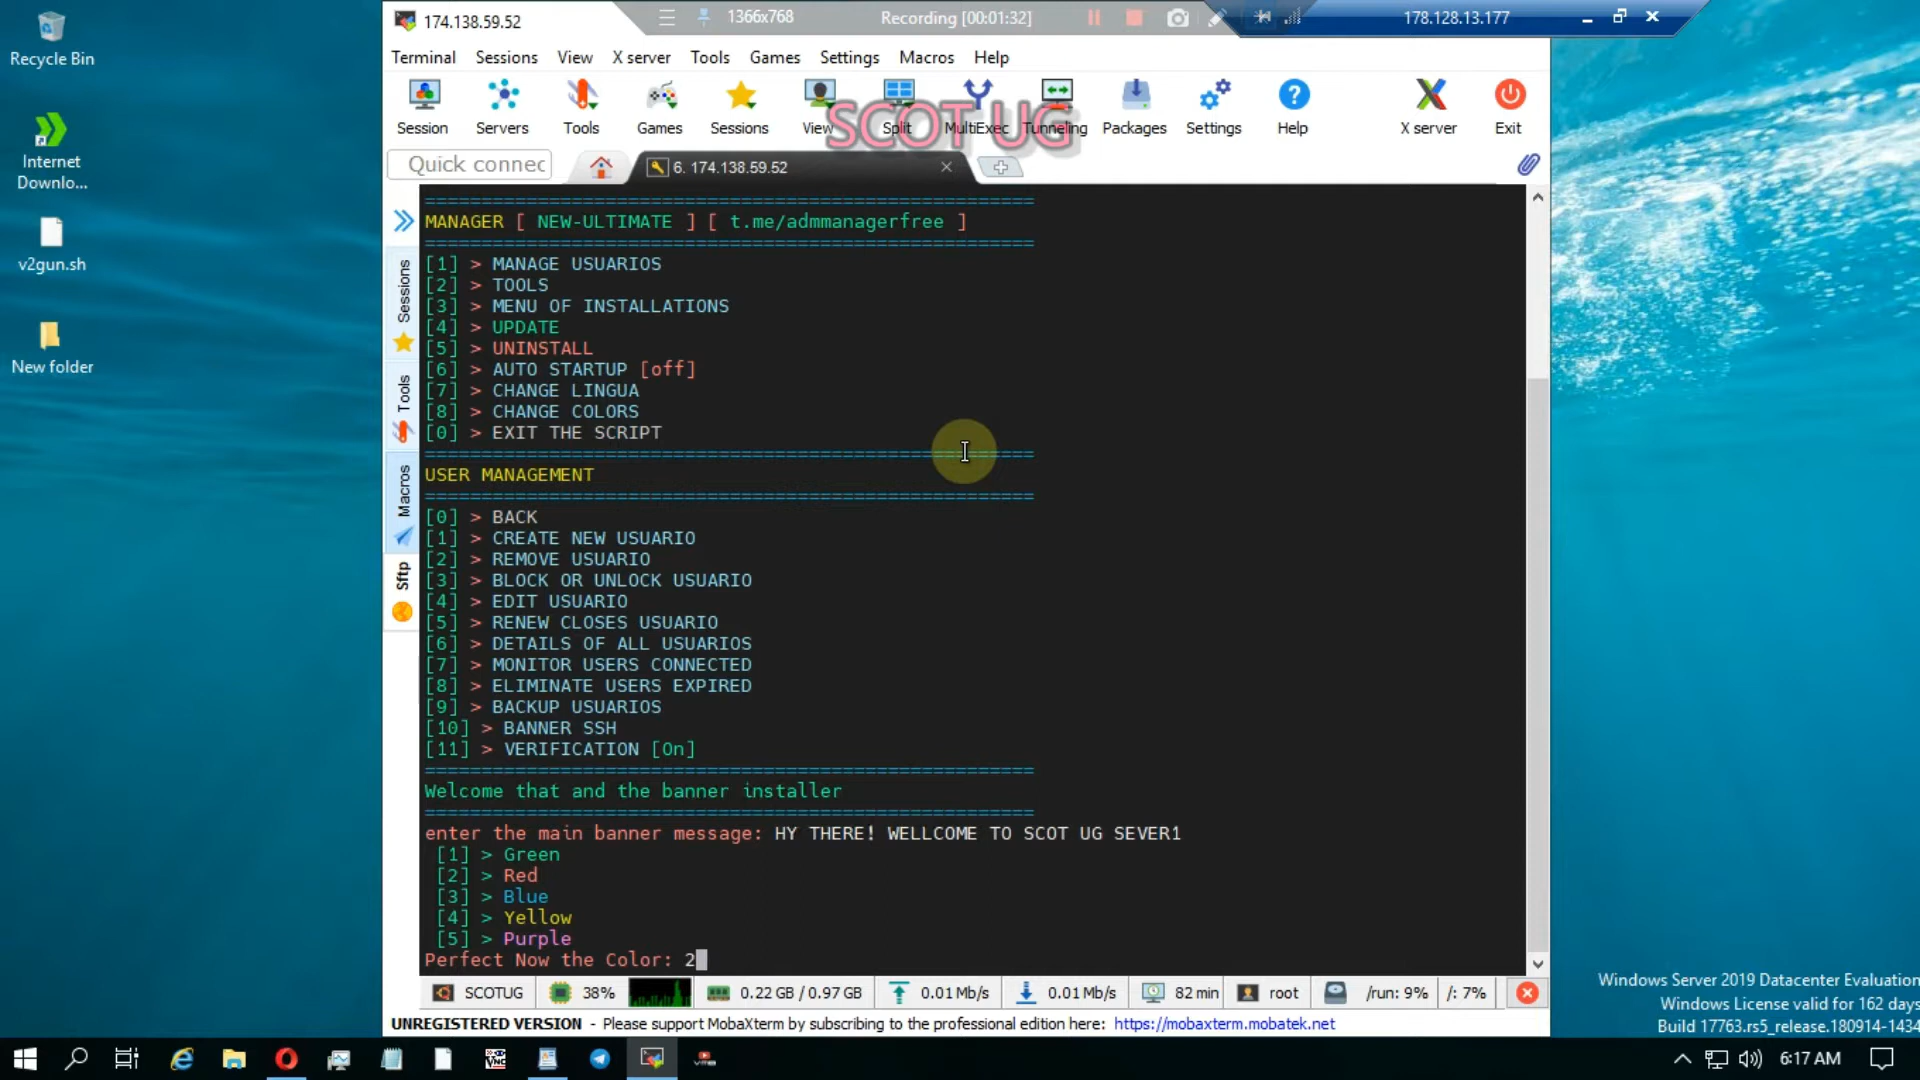 Recycle Bin
Internet
Downlo...
v2gun.sh
New folder
174.138.59.52
1366x768
Recording [00:01:32]
178.128.13.177
Terminal Sessions View X server Tools Games Settings Macros Help
Session Servers Tools Games Sessions View Split MultiExec Tunneling Packages Settings Help X server Exit
SCOT UG
Quick connec
6. 174.138.59.52
Sessions
Tools
Macros
Sftp
MANAGER [ NEW-ULTIMATE ] [ t.me/admmanagerfree ]
[1] > MANAGE USUARIOS
[2] > TOOLS
[3] > MENU OF INSTALLATIONS
[4] > UPDATE
[5] > UNINSTALL
[6] > AUTO STARTUP [off]
[7] > CHANGE LINGUA
[8] > CHANGE COLORS
[0] > EXIT THE SCRIPT
USER MANAGEMENT
[0] > BACK
[1] > CREATE NEW USUARIO
[2] > REMOVE USUARIO
[3] > BLOCK OR UNLOCK USUARIO
[4] > EDIT USUARIO
[5] > RENEW CLOSES USUARIO
[6] > DETAILS OF ALL USUARIOS
[7] > MONITOR USERS CONNECTED
[8] > ELIMINATE USERS EXPIRED
[9] > BACKUP USUARIOS
[10] > BANNER SSH
[11] > VERIFICATION [On]
Welcome that and the banner installer
enter the main banner message: HY THERE! WELLCOME TO SCOT UG SEVER1
[1] > Green
[2] > Red
[3] > Blue
[4] > Yellow
[5] > Purple
Perfect Now the Color: 2
SCOTUG 38% 0.22 GB / 0.97 GB 0.01 Mb/s 0.01 Mb/s 82 min root /run: 9% /: 7%
UNREGISTERED VERSION - Please support MobaXterm by subscribing to the professional edition here: https://mobaxterm.mobatek.net
Windows Server 2019 Datacenter Evaluation
Windows License valid for 162 days
Build 17763.rs5_release.180914-1434
6:17 AM